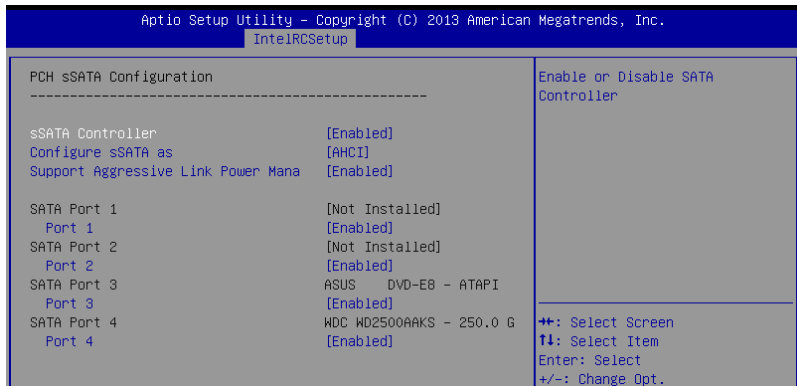 Aptio Setup Utility – Copyright (C) 2013 American Megatrends, Inc.
IntelRCSetup
PCH sSATA Configuration
--------------------------------------------------
sSATA Controller [Enabled]
Configure sSATA as [AHCI]
Support Aggressive Link Power Mana [Enabled]
SATA Port 1 [Not Installed]
Port 1 [Enabled]
SATA Port 2 [Not Installed]
Port 2 [Enabled]
SATA Port 3 ASUS DVD-E8 - ATAPI
Port 3 [Enabled]
SATA Port 4 WDC WD2500AAKS - 250.0 G
Port 4 [Enabled]
Enable or Disable SATA
Controller
→←: Select Screen
↑↓: Select Item
Enter: Select
+/-: Change Opt.